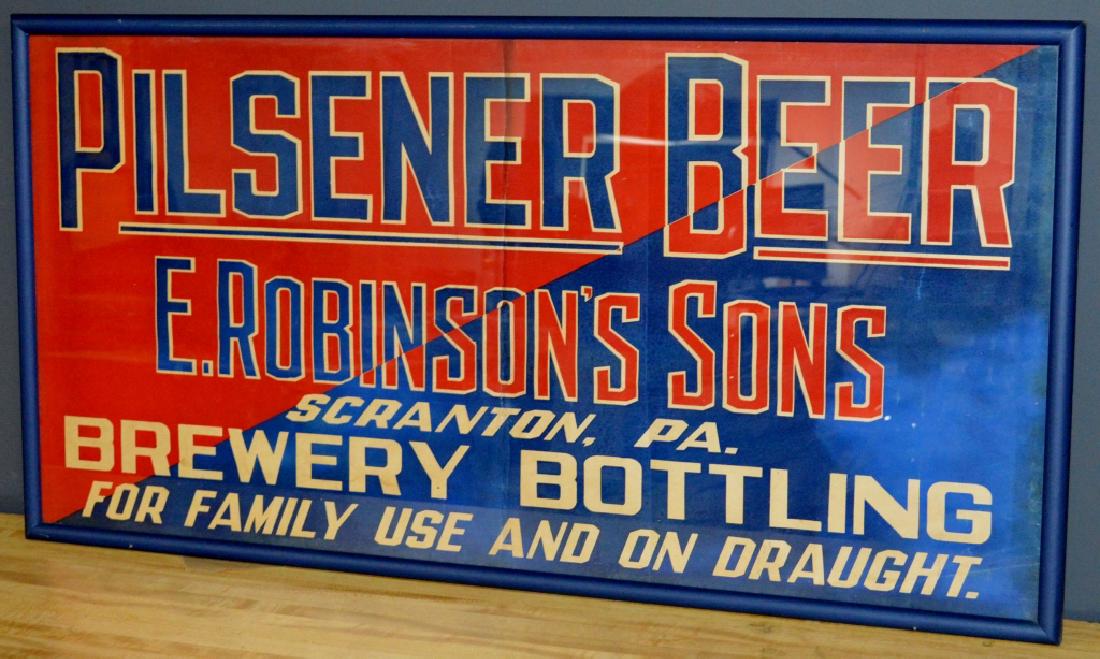 PILSENER BEER
E. ROBINSON'S SONS.
SCRANTON, PA.
BREWERY BOTTLING
FOR FAMILY USE AND ON DRAUGHT.